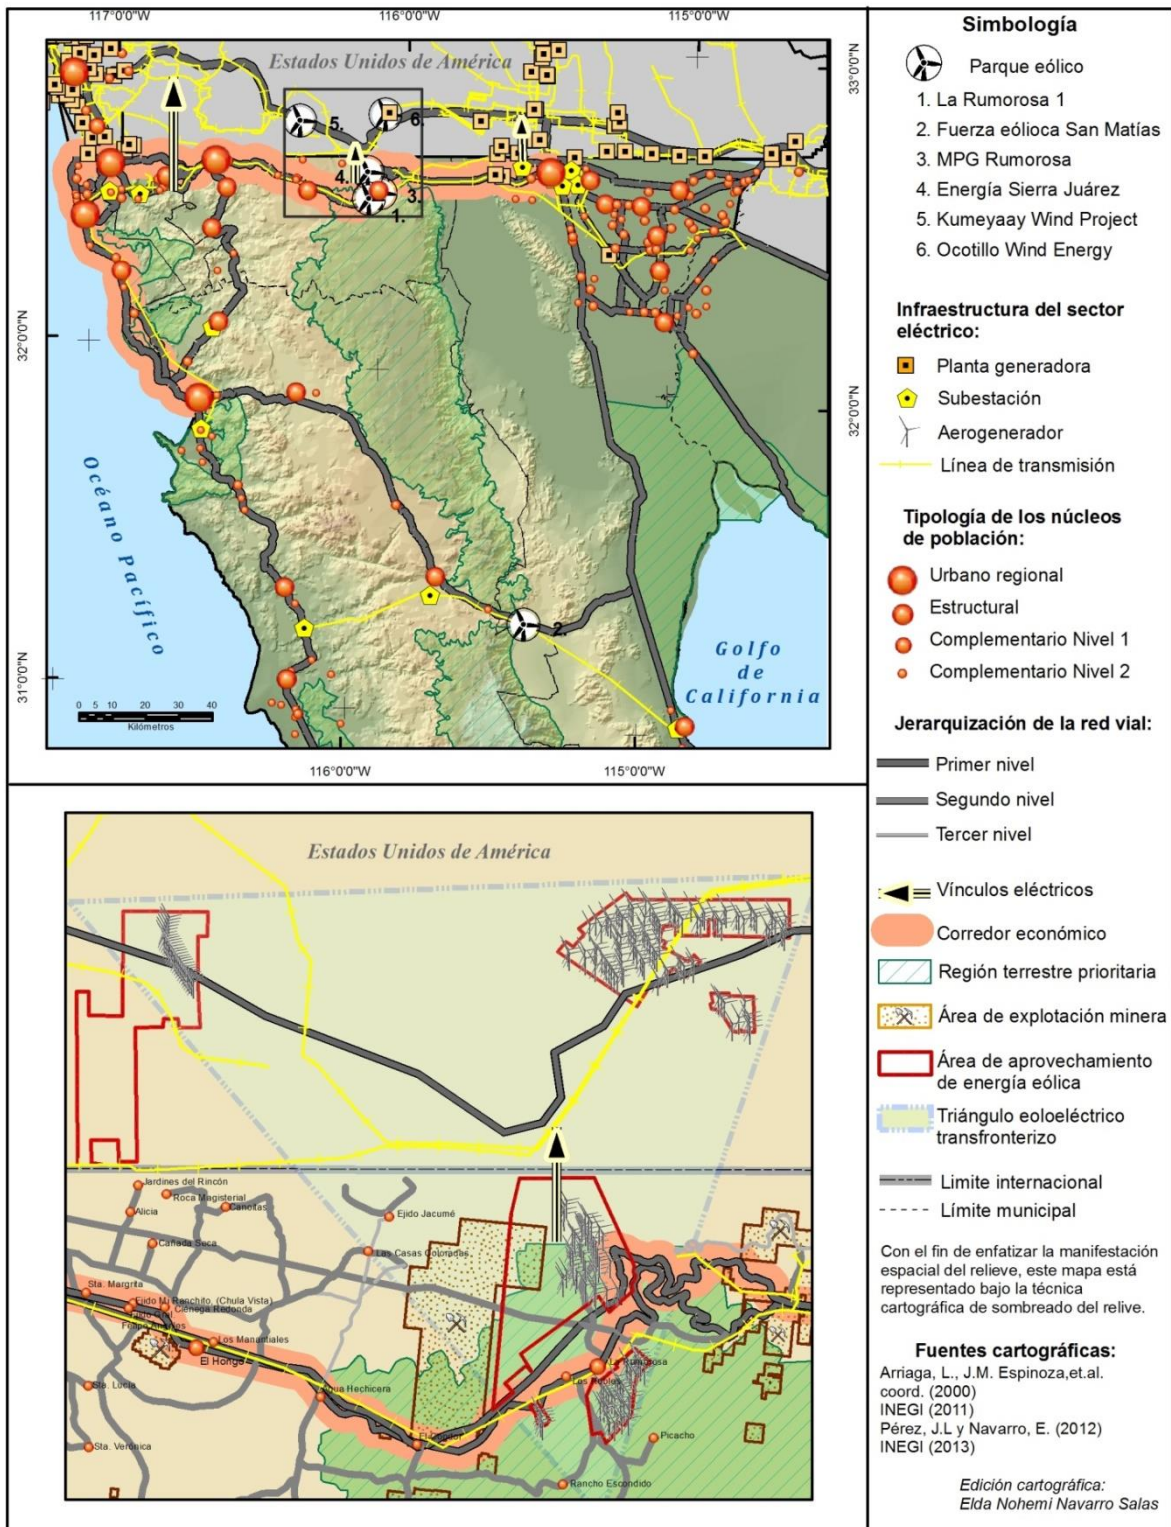 117°0'0"W
116°0'0"W
115°0'0"W
33°0'0"N
32°0'0"N
31°0'0"N
32°0'0"N
Estados Unidos de América
5.
6.
4.
3.
1.
2.
Océano Pacífico
Golfo
de
California
0 5 10 20 30 40
Kilómetros
116°0'0"W
115°0'0"W
Estados Unidos de América
Jardines del Rincón
Roca Magisterial
Canoitas
Alicia
Ejido Jacumé
Cañada Seca
Las Casas Coloradas
Sta. Margrita
Ejido Mi Ranchito, (Chula Vista)
Ciénega Redonda
Felipe Angeles
Los Manantiales
El Hongo
La Rumorosa
Los Robles
Ste. Lucía
Agua Hechicera
El Condor
Sta. Verónica
Picacho
Rancho Escondido
Simbología
Parque eólico
1. La Rumorosa 1
2. Fuerza eólioca San Matías
3. MPG Rumorosa
4. Energía Sierra Juárez
5. Kumeyaay Wind Project
6. Ocotillo Wind Energy
Infraestructura del sector
eléctrico:
Planta generadora
Subestación
Aerogenerador
Línea de transmisión
Tipología de los núcleos
de población:
Urbano regional
Estructural
Complementario Nivel 1
Complementario Nivel 2
Jerarquización de la red vial:
Primer nivel
Segundo nivel
Tercer nivel
Vínculos eléctricos
Corredor económico
Región terrestre prioritaria
Área de explotación minera
Área de aprovechamiento
de energía eólica
Triángulo eoloeléctrico
transfronterizo
Limite internacional
Límite municipal
Con el fin de enfatizar la manifestación
espacial del relieve, este mapa está
representado bajo la técnica
cartográfica de sombreado del relive.
Fuentes cartográficas:
Arriaga, L., J.M. Espinoza,et.al.
coord. (2000)
INEGI (2011)
Pérez, J.L y Navarro, E. (2012)
INEGI (2013)
Edición cartográfica:
Elda Nohemi Navarro Salas